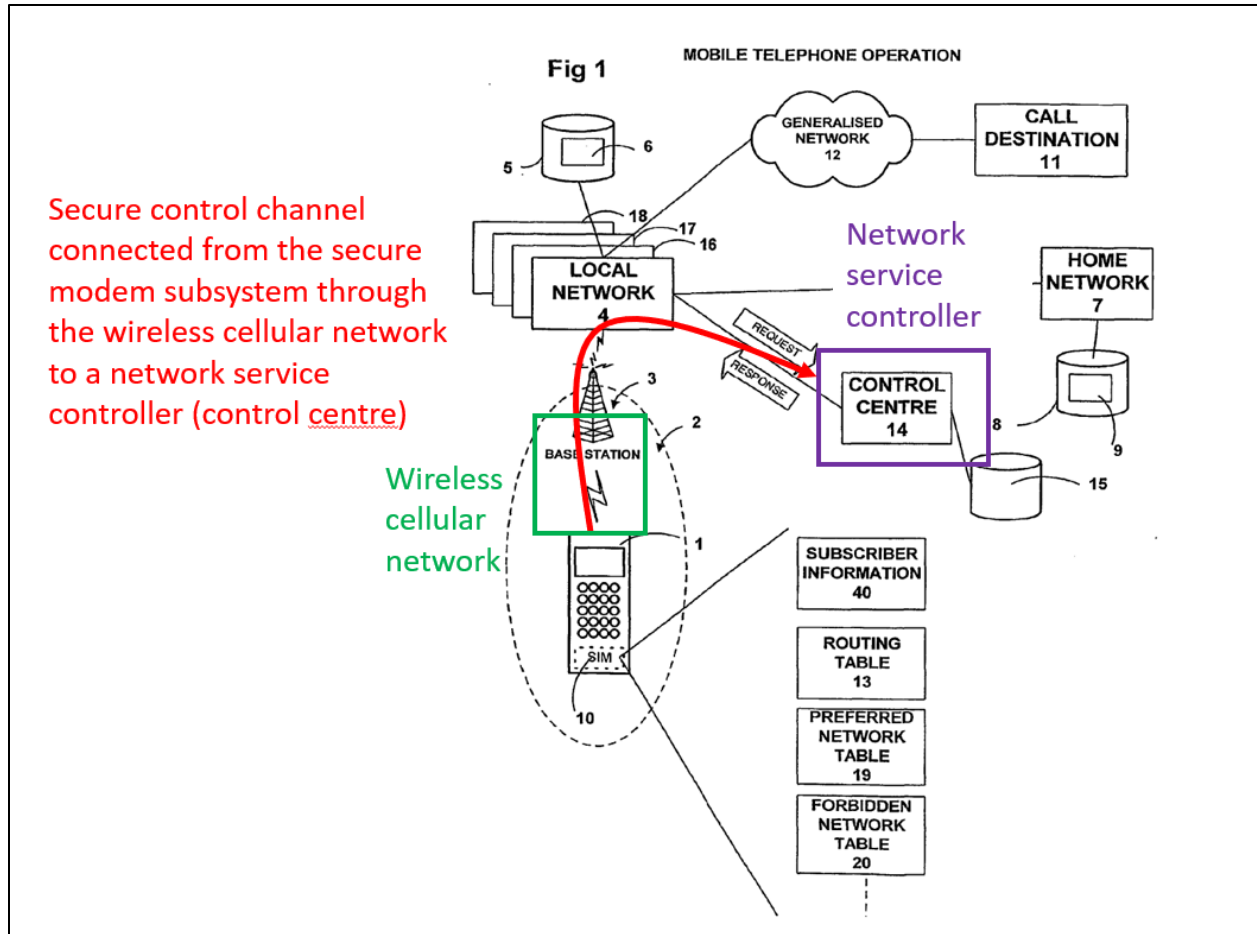 MOBILE TELEPHONE OPERATION
Fig 1
GENERALISED
NETWORK
12
CALL
DESTINATION
11
5
6
18
17
16
LOCAL
NETWORK
4
Secure control channel
connected from the secure
modem subsystem through
the wireless cellular network
to a network service
controller (control centre)
Network
service
controller
HOME
NETWORK
7
REQUEST
RESPONSE
CONTROL
CENTRE
14
8
9
3
2
BASE STATION
15
Wireless
cellular
network
1
SIM
10
SUBSCRIBER
INFORMATION
40
ROUTING
TABLE
13
PREFERRED
NETWORK
TABLE
19
FORBIDDEN
NETWORK
TABLE
20